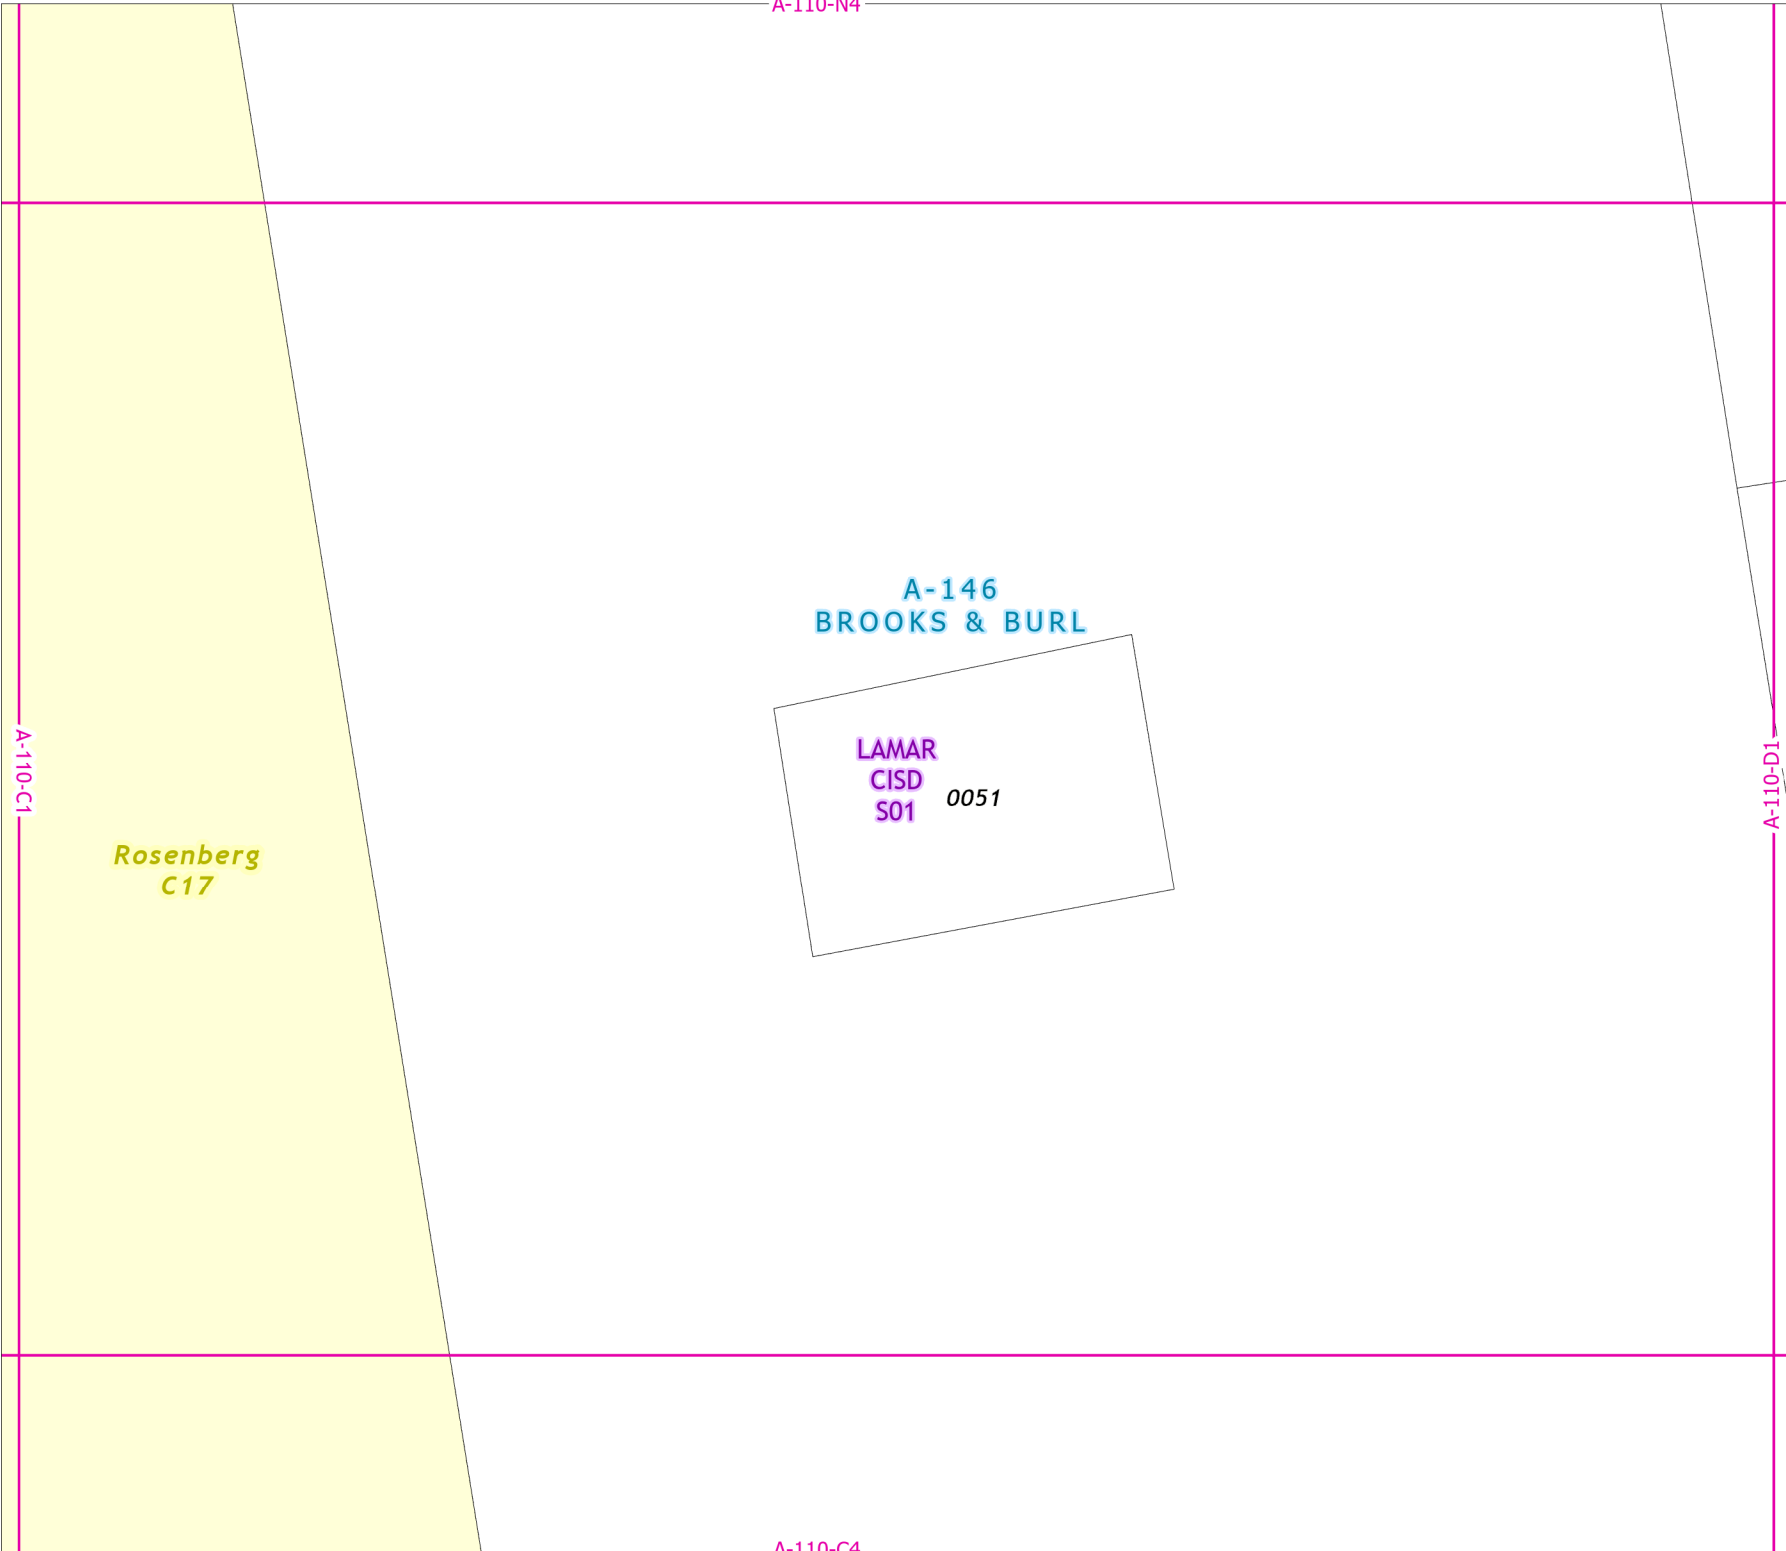 A-110-N4
A-146
BROOKS & BURL
A-110-C1
LAMAR
CISD
S01
0051
A-110-D1
Rosenberg
C17
A-110-C4